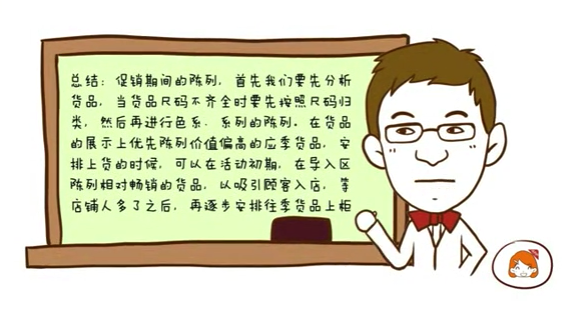 总结：促销期间的陈列，首先我们要先分析
货品，当货品尺码不齐全时要先按照尺码归
类，然后再进行色系．系列的陈列。在货品
的展示上优先陈列价值偏高的应季货品，安
排上货的时候，可以在活动初期，在导入区
陈列相对畅销的货品，以吸引顾客入店，等
店铺人多了之后，再逐步安排往季货品上柜